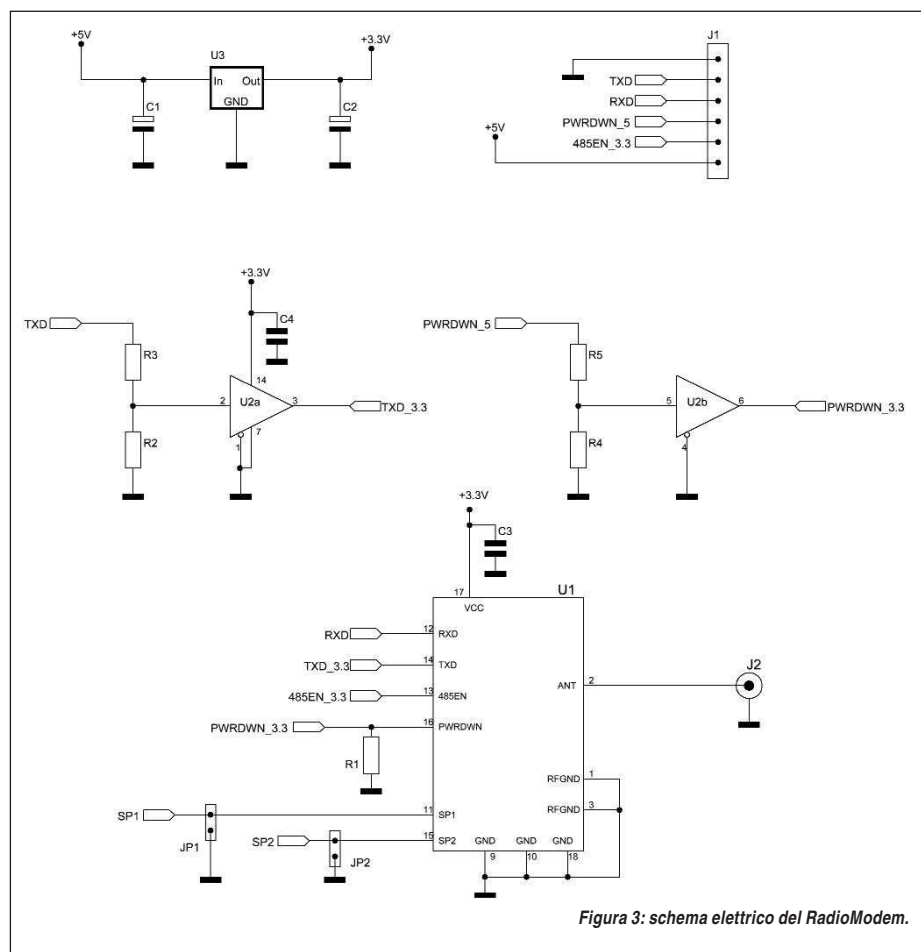 +5V
U3
+3.3V
In
Out
GND
C1
C2
J1
TXD
RXD
PWRDWN_5
485EN_3.3
+5V
+3.3V
C4
TXD
R3
14
2
U2a
3
TXD_3.3
1
7
R2
PWRDWN_5
R5
5
U2b
6
PWRDWN_3.3
4
R4
+3.3V
C3
17
U1
VCC
RXD
12
RXD
TXD_3.3
14
TXD
485EN_3.3
13
485EN
PWRDWN_3.3
16
PWRDWN
R1
ANT
2
J2
RFGND
1
RFGND
3
SP1
11
SP1
JP1
SP2
15
SP2
JP2
GND
GND
GND
9
10
18
Figura 3: schema elettrico del RadioModem.